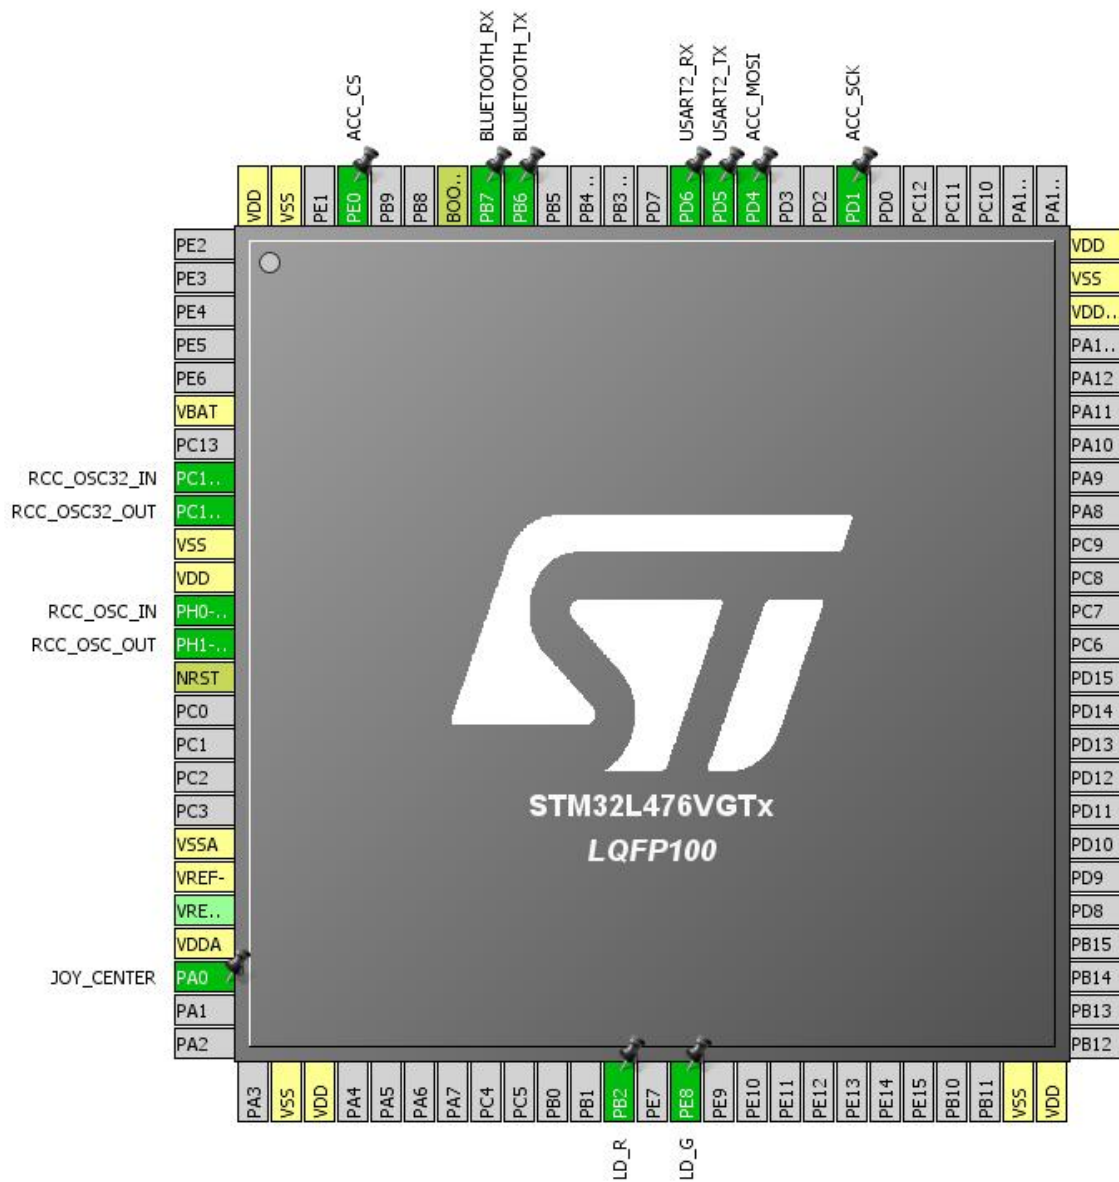 ACC_CS
BLUETOOTH_RX
BLUETOOTH_TX
USART2_RX
USART2_TX
ACC_MOSI
ACC_SCK
VDD
VSS
PE1
PE0
PB9
PB8
BOO..
PB7
PB6
PB5
PB4 ..
PB3 ..
PD7
PD6
PD5
PD4
PD3
PD2
PD1
PD0
PC12
PC11
PC10
PA1..
PA1..
PE2
PE3
PE4
PE5
PE6
VBAT
PC13
RCC_OSC32_IN PC1..
RCC_OSC32_OUT PC1..
VSS
VDD
RCC_OSC_IN PH0-..
RCC_OSC_OUT PH1-..
NRST
PC0
PC1
PC2
PC3
VSSA
VREF-
VRE..
VDDA
JOY_CENTER PA0
PA1
PA2
ST
STM32L476VGTx
LQFP100
VDD
VSS
VDD..
PA1..
PA12
PA11
PA10
PA9
PA8
PC9
PC8
PC7
PC6
PD15
PD14
PD13
PD12
PD11
PD10
PD9
PD8
PB15
PB14
PB13
PB12
PA3
VSS
VDD
PA4
PA5
PA6
PA7
PC4
PC5
PB0
PB1
PB2
PE7
PE8
PE9
PE10
PE11
PE12
PE13
PE14
PE15
PB10
PB11
VSS
VDD
LD_R
LD_G